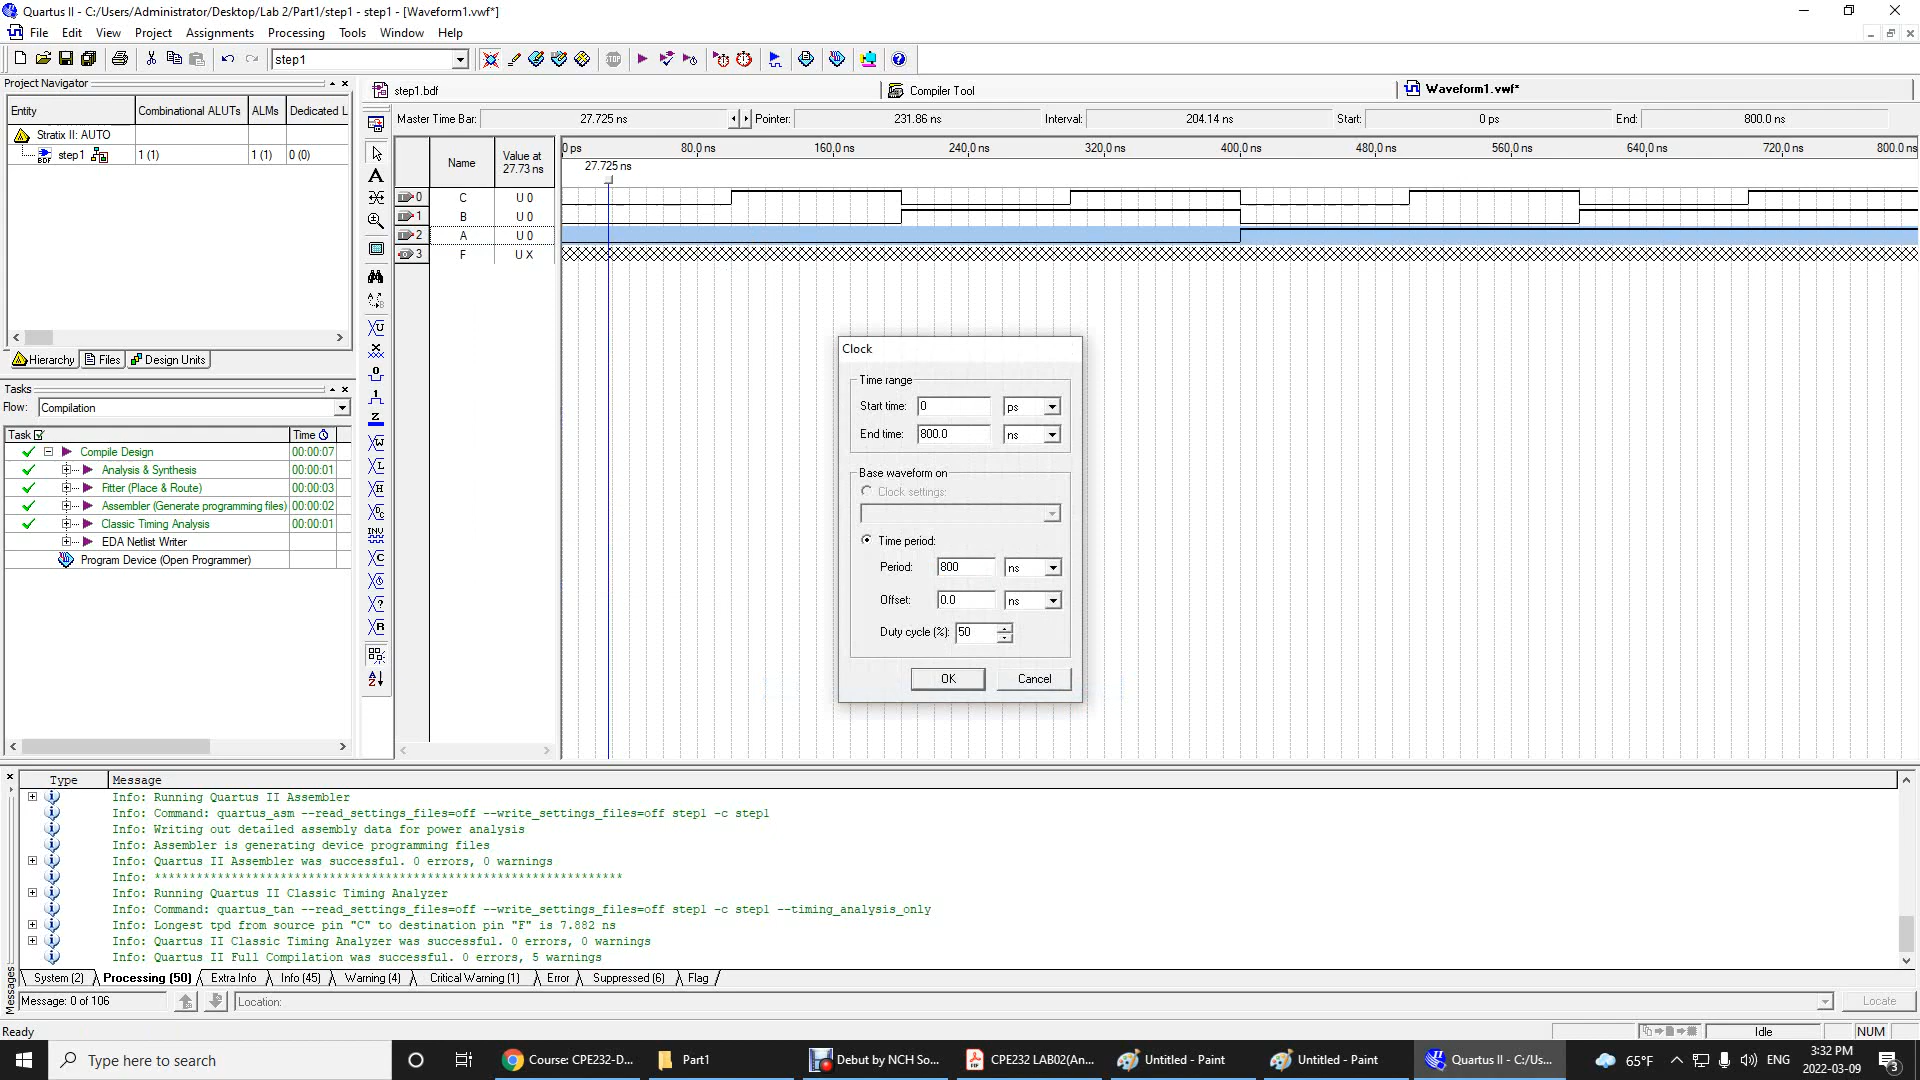 Quartus II - C:/Users/Administrator/Desktop/Lab 2/Part1/step1 - step1 - [Waveform1.vwf*]
File Edit View Project Assignments Processing Tools Window Help
step1
Project Navigator
Entity Combinational ALUTs ALMs Dedicated L
Stratix II: AUTO
step1 1 (1) 1 (1) 0 (0)
Hierarchy Files Design Units
Tasks
Flow: Compilation
Task Time
Compile Design 00:00:07
Analysis & Synthesis 00:00:01
Fitter (Place & Route) 00:00:03
Assembler (Generate programming files) 00:00:02
Classic Timing Analysis 00:00:01
EDA Netlist Writer
Program Device (Open Programmer)
step1.bdf Compiler Tool Waveform1.vwf*
Master Time Bar: 27.725 ns Pointer: 231.86 ns Interval: 204.14 ns Start: 0 ps End: 800.0 ns
Name Value at 27.73 ns
0 ps 80.0 ns 160.0 ns 240.0 ns 320.0 ns 400.0 ns 480.0 ns 560.0 ns 640.0 ns 720.0 ns 800.0 ns
27.725 ns
0 C U 0
1 B U 0
2 A U 0
3 F U X
Clock
Time range
Start time: 0 ps
End time: 800.0 ns
Base waveform on
Clock settings:
Time period:
Period: 800 ns
Offset: 0.0 ns
Duty cycle (%): 50
OK Cancel
Type Message
Info: Running Quartus II Assembler
Info: Command: quartus_asm --read_settings_files=off --write_settings_files=off step1 -c step1
Info: Writing out detailed assembly data for power analysis
Info: Assembler is generating device programming files
Info: Quartus II Assembler was successful. 0 errors, 0 warnings
Info: *****************************************************************
Info: Running Quartus II Classic Timing Analyzer
Info: Command: quartus_tan --read_settings_files=off --write_settings_files=off step1 -c step1 --timing_analysis_only
Info: Longest tpd from source pin "C" to destination pin "F" is 7.882 ns
Info: Quartus II Classic Timing Analyzer was successful. 0 errors, 0 warnings
Info: Quartus II Full Compilation was successful. 0 errors, 5 warnings
System (2) Processing (50) Extra Info Info (45) Warning (4) Critical Warning (1) Error Suppressed (6) Flag
Messages
Message: 0 of 106 Location: Locate
Ready Idle NUM
Type here to search
Course: CPE232-D... Part1 Debut by NCH So... CPE232 LAB02(An... Untitled - Paint Untitled - Paint Quartus II - C:/Us... 65°F ENG 3:32 PM
2022-03-09 3